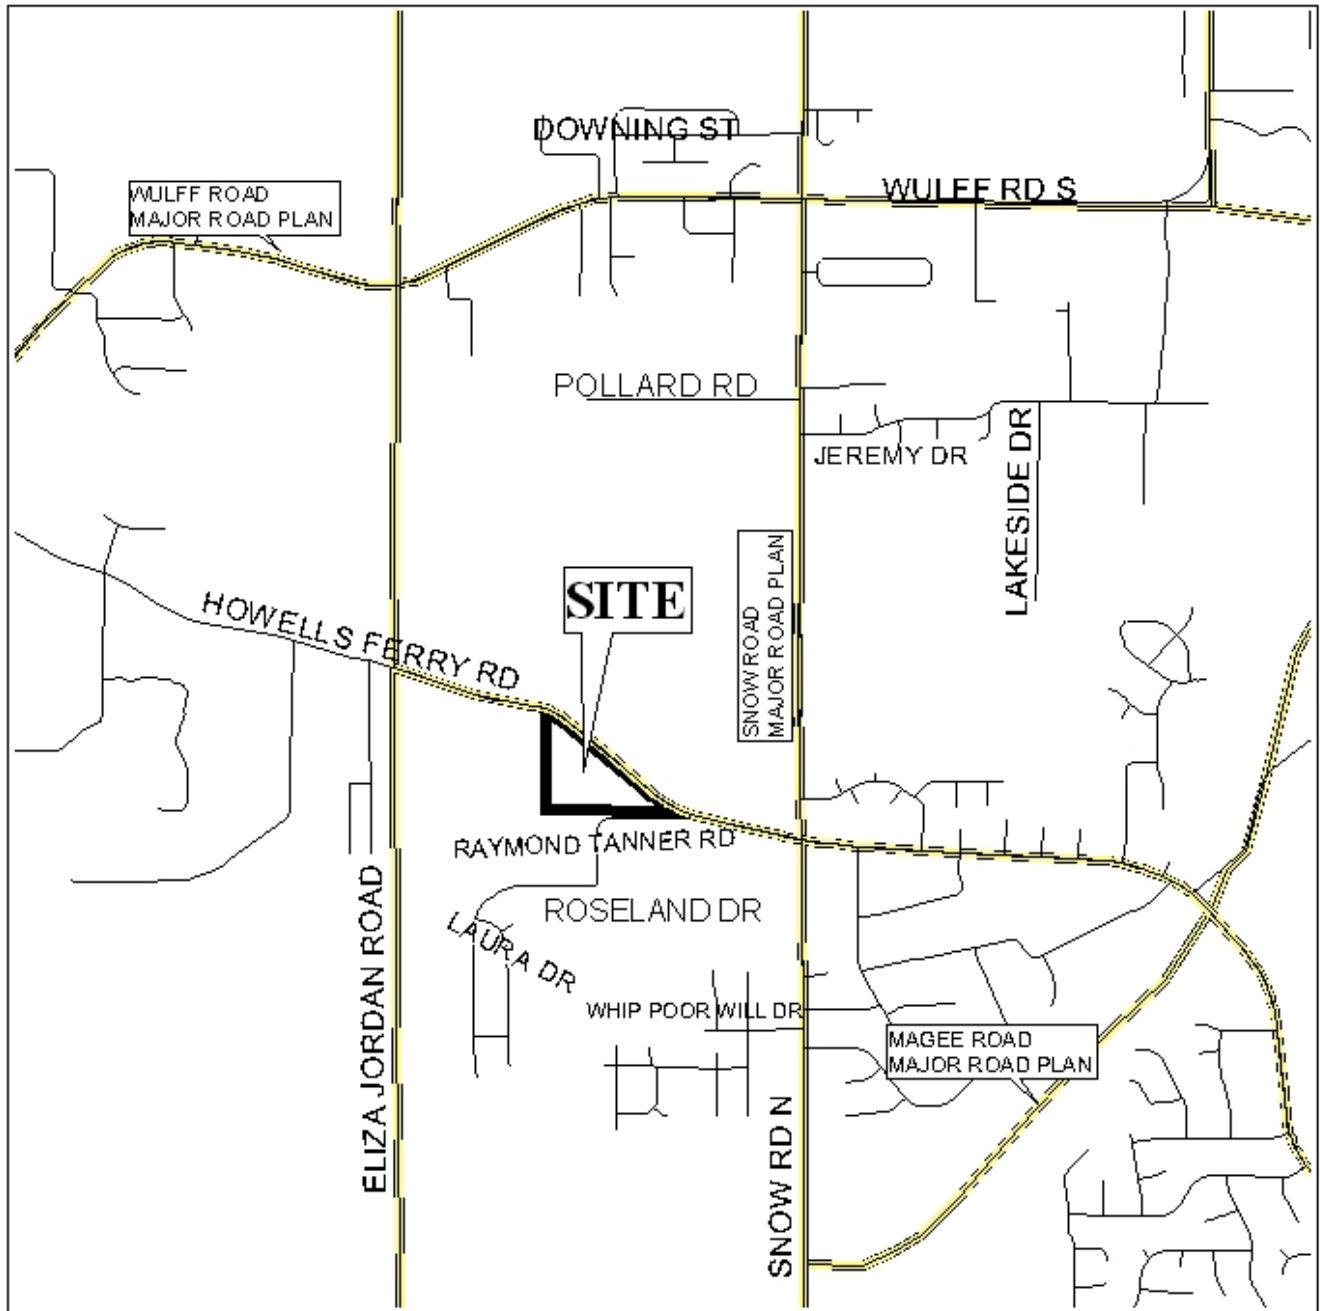 DOWNING ST
WULFF ROAD
MAJOR ROAD PLAN
WULFF RD S
POLLARD RD
JEREMY DR
LAKESIDE DR
SNOW ROAD
MAJOR ROAD PLAN
SITE
HOWELLS FERRY RD
RAYMOND TANNER RD
ROSELAND DR
LAURA DR
ELIZA JORDAN ROAD
WHIP POOR WILL DR
MAGEE ROAD
MAJOR ROAD PLAN
SNOW RD N